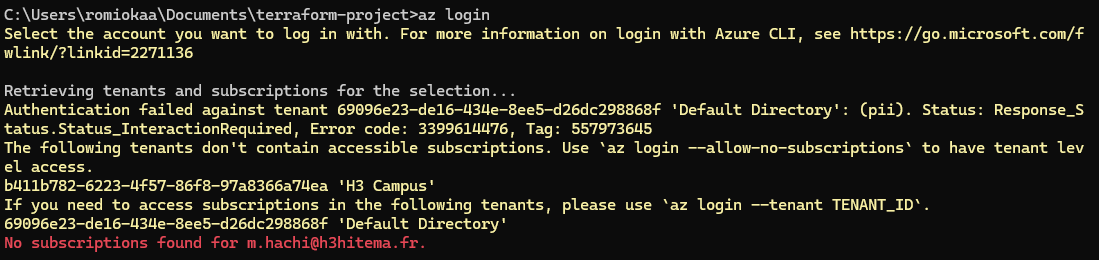 C:\Users\romiokaa\Documents\terraform-project>az login
Select the account you want to log in with. For more information on login with Azure CLI, see https://go.microsoft.com/f
wlink/?linkid=2271136
Retrieving tenants and subscriptions for the selection...
Authentication failed against tenant 69096e23-de16-434e-8ee5-d26dc298868f 'Default Directory': (pii). Status: Response_S
tatus.Status_InteractionRequired, Error code: 3399614476, Tag: 557973645
The following tenants don't contain accessible subscriptions. Use `az login --allow-no-subscriptions` to have tenant lev
el access.
b411b782-6223-4f57-86f8-97a8366a74ea 'H3 Campus'
If you need to access subscriptions in the following tenants, please use `az login --tenant TENANT_ID`.
69096e23-de16-434e-8ee5-d26dc298868f 'Default Directory'
No subscriptions found for m.hachi@h3hitema.fr.